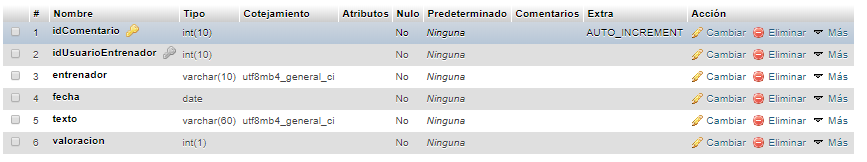 # Nombre Tipo Cotejamiento Atributos Nulo Predeterminado Comentarios Extra Acción
1 idComentario int(10) No Ninguna AUTO_INCREMENT Cambiar Eliminar Más
2 idUsuarioEntrenador int(10) No Ninguna Cambiar Eliminar Más
3 entrenador varchar(10) utf8mb4_general_ci No Ninguna Cambiar Eliminar Más
4 fecha date No Ninguna Cambiar Eliminar Más
5 texto varchar(60) utf8mb4_general_ci No Ninguna Cambiar Eliminar Más
6 valoracion int(1) No Ninguna Cambiar Eliminar Más